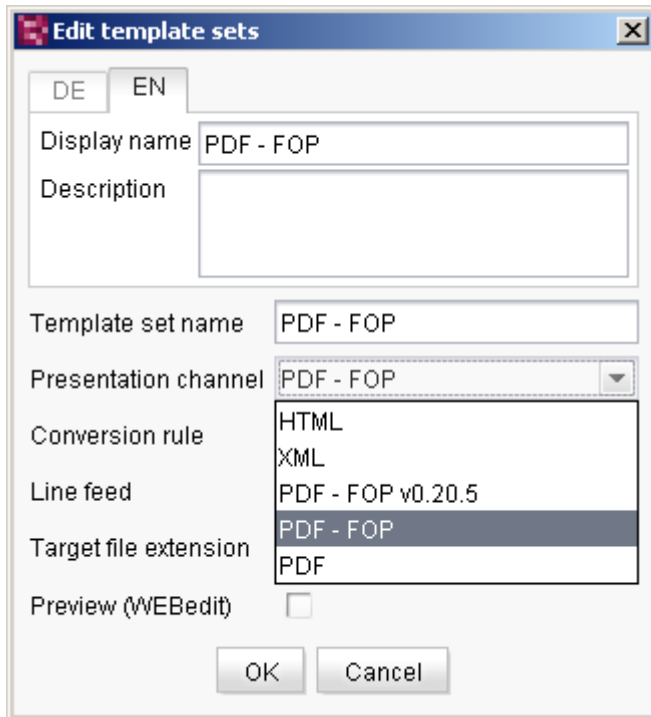 Edit template sets
DE EN
Display name PDF - FOP
Description
Template set name PDF - FOP
Presentation channel PDF - FOP
HTML
Conversion rule
XML
Line feed PDF - FOP v0.20.5
PDF - FOP
Target file extension
PDF
Preview (WEBedit)
OK Cancel